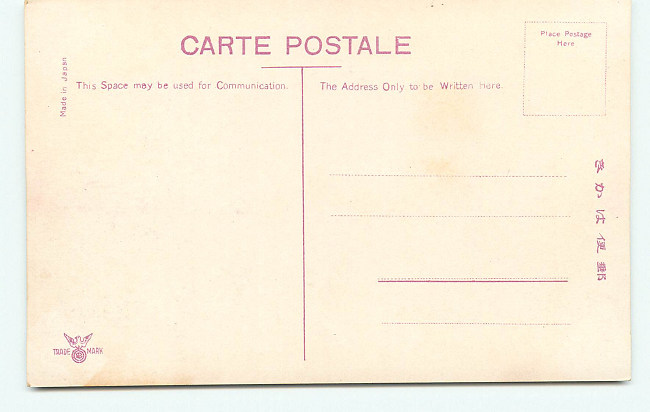 CARTE POSTALE
Made in Japan
This Space may be used for Communication.
The Address Only to be Written Here
Place Postage
Here
郵便はかき
TRADE MARK